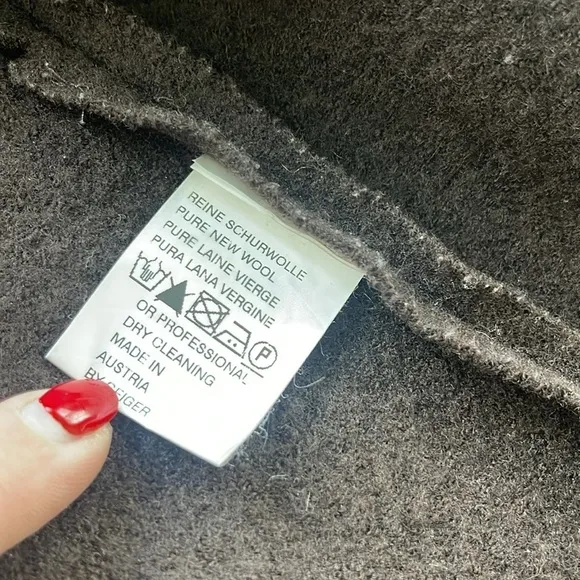 REINE SCHURWOLLE
PURE NEW WOOL
PURE LAINE VIERGE
PURA LANA VERGINE
P
OR PROFESSIONAL
DRY CLEANING
MADE IN
AUSTRIA
BY GEIGER